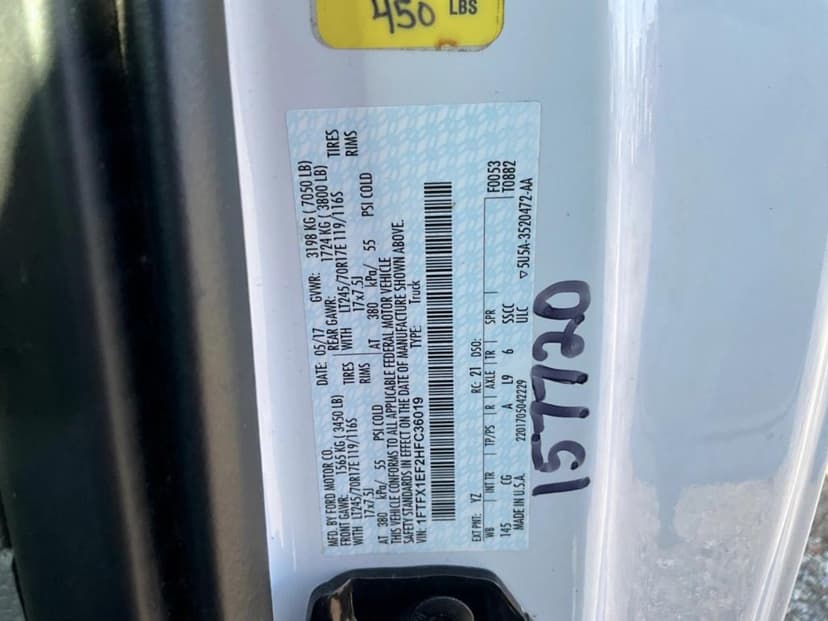 450 LBS
MFD. BY FORD MOTOR CO.
DATE: 05/17 GVWR: 3198 KG ( 7050 LB)
FRONT GAWR: 1565 KG ( 3450 LB)
REAR GAWR: 1724 KG ( 3800 LB)
WITH LT245/70R17E 119/116S TIRES
WITH LT245/70R17E 119/116S TIRES
17x7.5J RIMS
17x7.5J RIMS
AT 380 kPa/ 55 PSI COLD
AT 380 kPa/ 55 PSI COLD
THIS VEHICLE CONFORMS TO ALL APPLICABLE FEDERAL MOTOR VEHICLE
SAFETY STANDARDS IN EFFECT ON THE DATE OF MANUFACTURE SHOWN ABOVE.
VIN: 1FTFX1EF2HFC36019 TYPE: Truck
F0053
T0882
EXT PNT: YZ RC: 21 DSO:
WB INT TR TP/PS R AXLE TR SPR
145 CG A L9 6 SSCC
MADE IN U.S.A. 2201705042229 ULC 5U5A-3520472-AA
157720